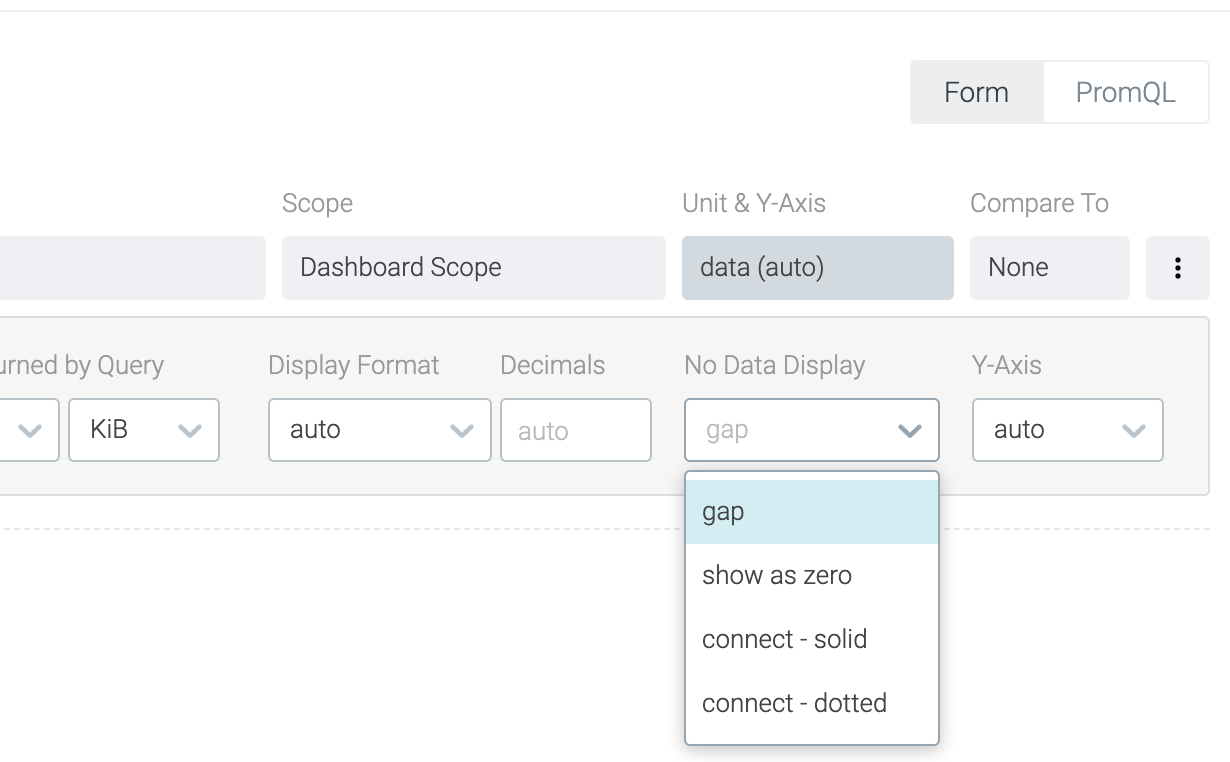 Form
PromQL
Scope
Unit & Y-Axis
Compare To
Dashboard Scope
data (auto)
None
by Query
Display Format
Decimals
No Data Display
Y-Axis
KiB
auto
auto
gap
auto
gap
show as zero
connect - solid
connect - dotted